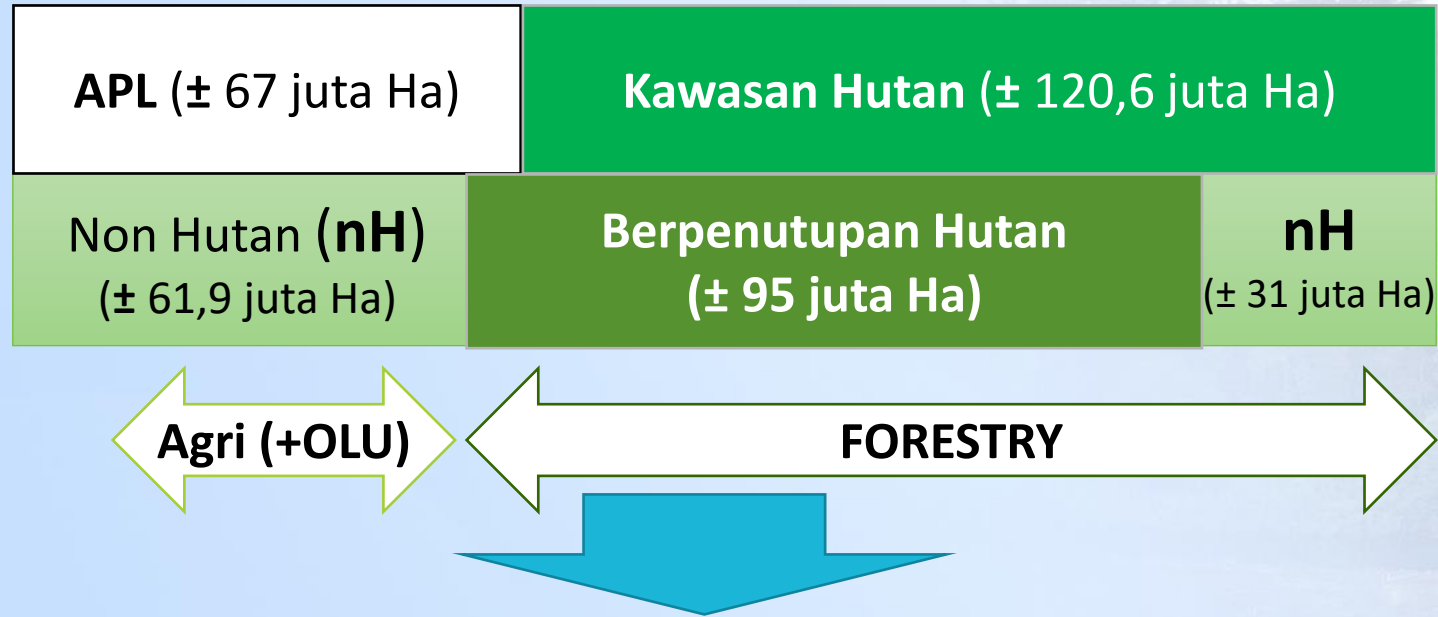 APL (± 67 juta Ha)
Kawasan Hutan (± 120,6 juta Ha)
Non Hutan (nH)
(± 61,9 juta Ha)
Berpenutupan Hutan
(± 95 juta Ha)
nH
(± 31 juta Ha)
Agri (+OLU)
FORESTRY